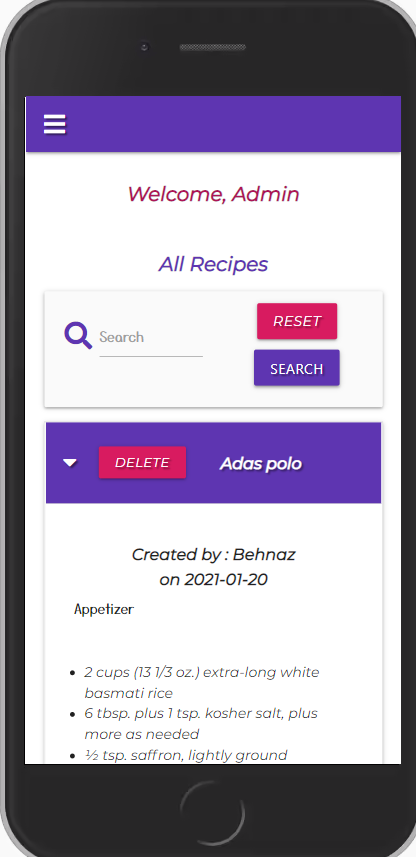 Welcome, Admin
All Recipes
Search
RESET
SEARCH
DELETE
Adas polo
Created by : Behnaz
on 2021-01-20
Appetizer
2 cups (13 1/3 oz.) extra-long white
basmati rice
6 tbsp. plus 1 tsp. kosher salt, plus
more as needed
½ tsp. saffron, lightly ground